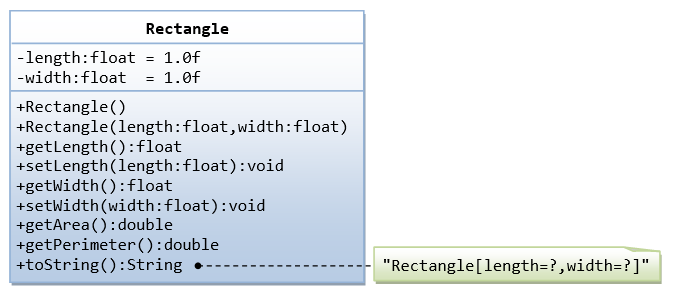 Rectangle
-length:float = 1.0f
-width:float  = 1.0f
+Rectangle()
+Rectangle(length:float,width:float)
+getLength():float
+setLength(length:float):void
+getWidth():float
+setWidth(width:float):void
+getArea():double
+getPerimeter():double
+toString():String
"Rectangle[length=?,width=?]"